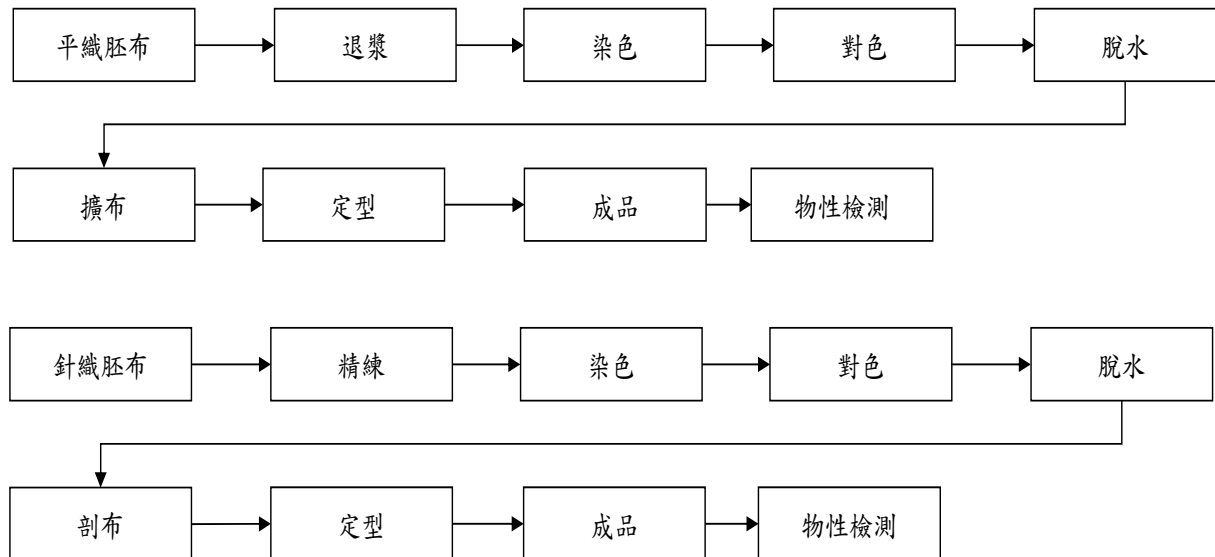 平織胚布 退漿 染色 對色 脫水
擴布 定型 成品 物性檢測
針織胚布 精練 染色 對色 脫水
剖布 定型 成品 物性檢測